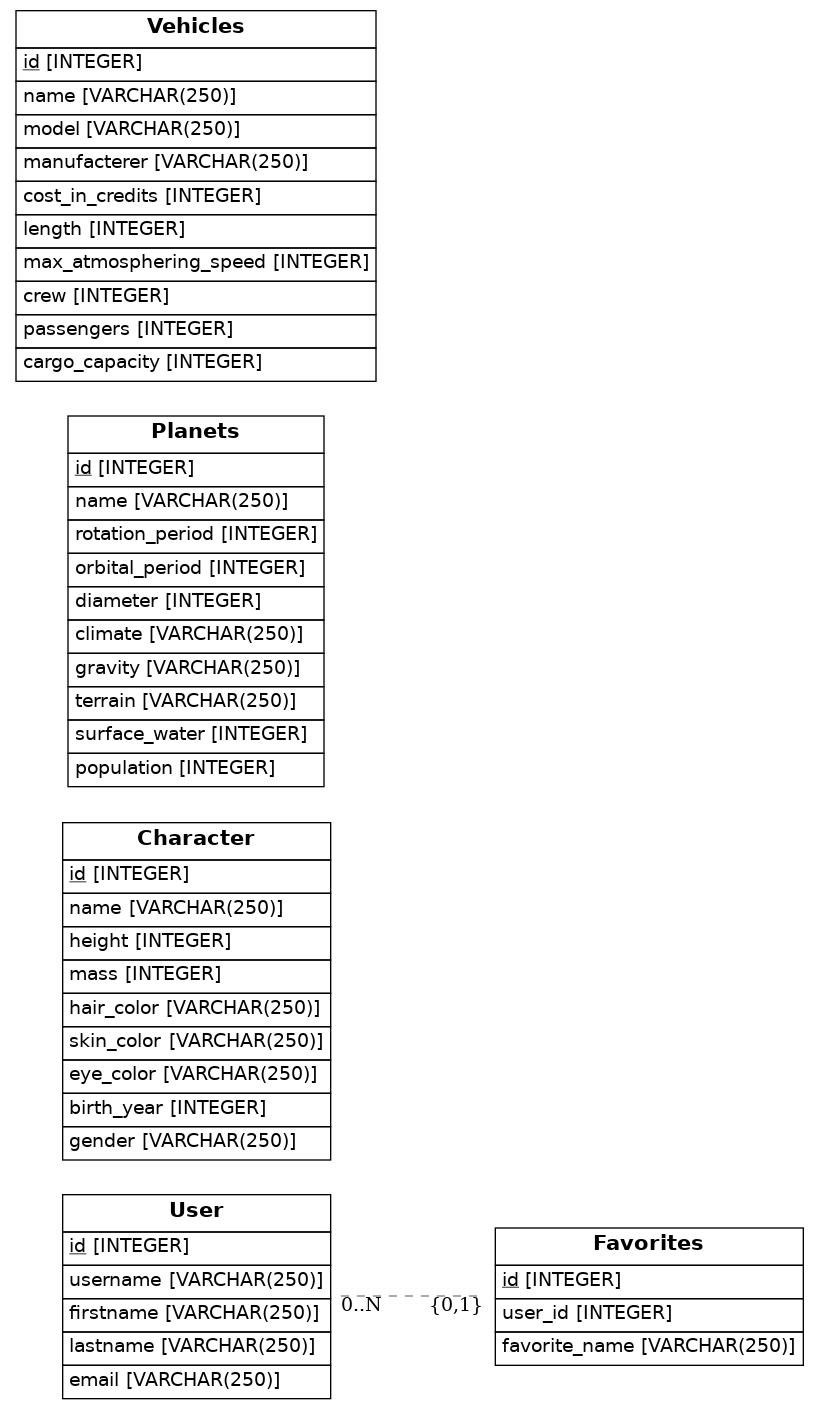 Vehicles
id [INTEGER]
name [VARCHAR(250)]
model [VARCHAR(250)]
manufacterer [VARCHAR(250)]
cost_in_credits [INTEGER]
length [INTEGER]
max_atmosphering_speed [INTEGER]
crew [INTEGER]
passengers [INTEGER]
cargo_capacity [INTEGER]
Planets
id [INTEGER]
name [VARCHAR(250)]
rotation_period [INTEGER]
orbital_period [INTEGER]
diameter [INTEGER]
climate [VARCHAR(250)]
gravity [VARCHAR(250)]
terrain [VARCHAR(250)]
surface_water [INTEGER]
population [INTEGER]
Character
id [INTEGER]
name [VARCHAR(250)]
height [INTEGER]
mass [INTEGER]
hair_color [VARCHAR(250)]
skin_color [VARCHAR(250)]
eye_color [VARCHAR(250)]
birth_year [INTEGER]
gender [VARCHAR(250)]
User
id [INTEGER]
username [VARCHAR(250)]
firstname [VARCHAR(250)]
lastname [VARCHAR(250)]
email [VARCHAR(250)]
0..N {0,1}
Favorites
id [INTEGER]
user_id [INTEGER]
favorite_name [VARCHAR(250)]